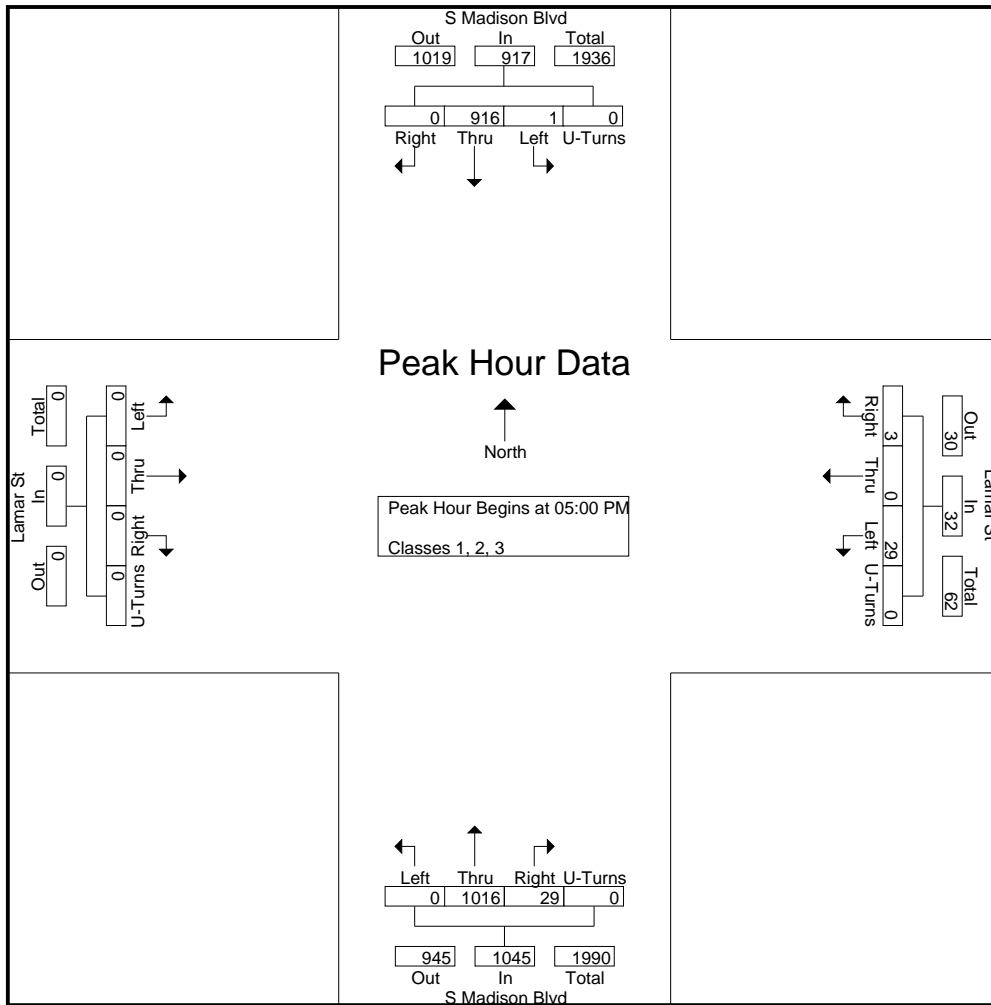 S Madison Blvd
Out In Total
1019 917 1936
0 916 1 0
Right Thru Left U-Turns
Peak Hour Data
North
Peak Hour Begins at 05:00 PM
Classes 1, 2, 3
Lamar St
Total In Out
0 0 0
0 0 0 0
Left Thru Right U-Turns
Right Thru Left U-Turns
3 0 29 0
Out In Total
30 32 62
Lamar St
Left Thru Right U-Turns
0 1016 29 0
945 1045 1990
Out In Total
S Madison Blvd